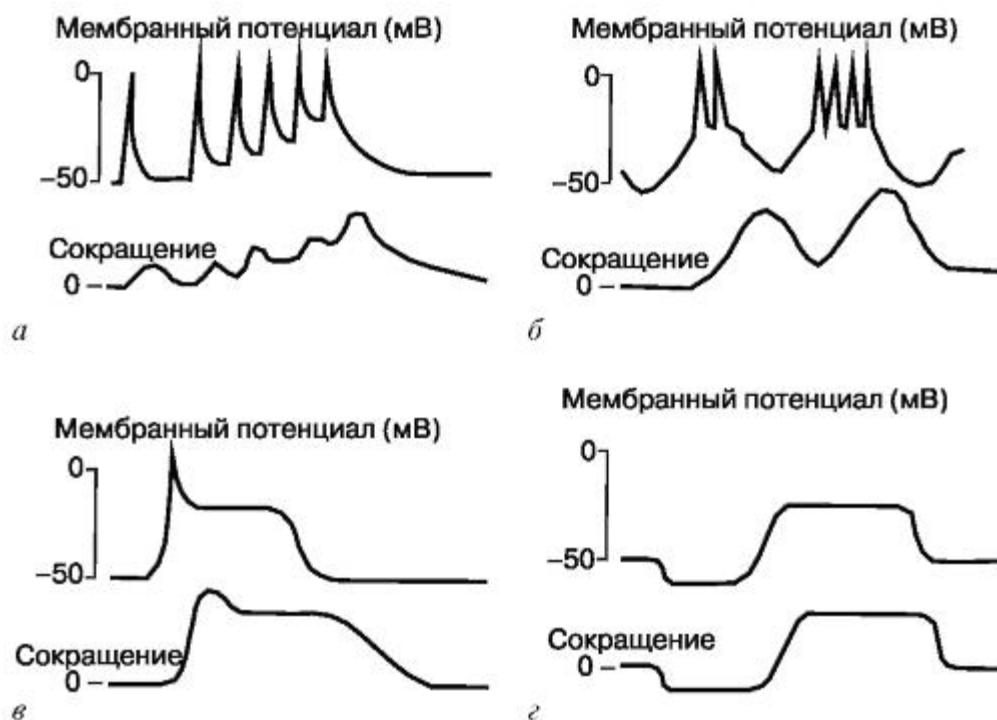 Мембранный потенциал (мВ)
0
−50
Сокращение
0 –
а
Мембранный потенциал (мВ)
0
−50
Сокращение
0 –
б
Мембранный потенциал (мВ)
0
−50
Сокращение
0 –
в
Мембранный потенциал (мВ)
0
−50
Сокращение
0 –
г